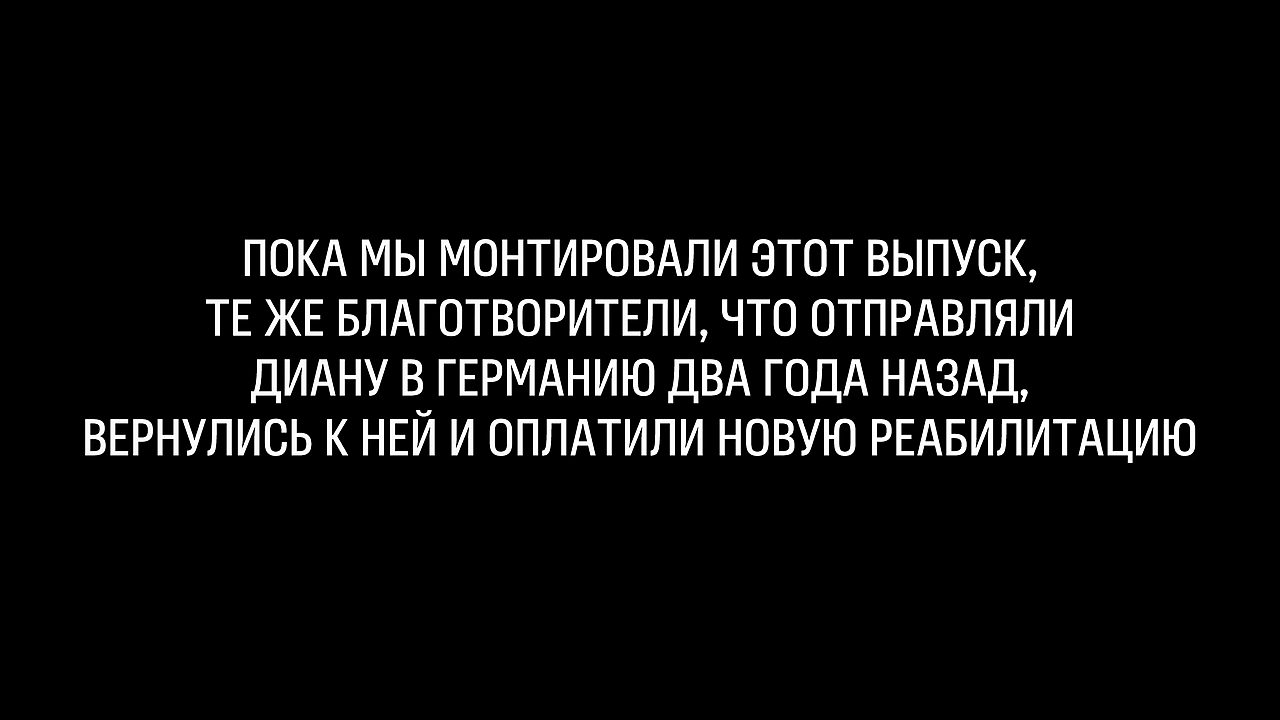 ПОКА МЫ МОНТИРОВАЛИ ЭТОТ ВЫПУСК,
ТЕ ЖЕ БЛАГОТВОРИТЕЛИ, ЧТО ОТПРАВЛЯЛИ
ДИАНУ В ГЕРМАНИЮ ДВА ГОДА НАЗАД,
ВЕРНУЛИСЬ К НЕЙ И ОПЛАТИЛИ НОВУЮ РЕАБИЛИТАЦИЮ